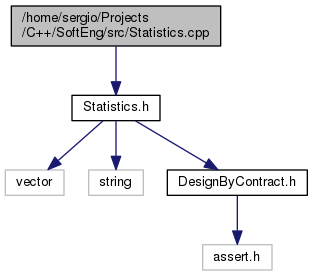 /home/sergio/Projects
/C++/SoftEng/src/Statistics.cpp
Statistics.h
vector
string
DesignByContract.h
assert.h